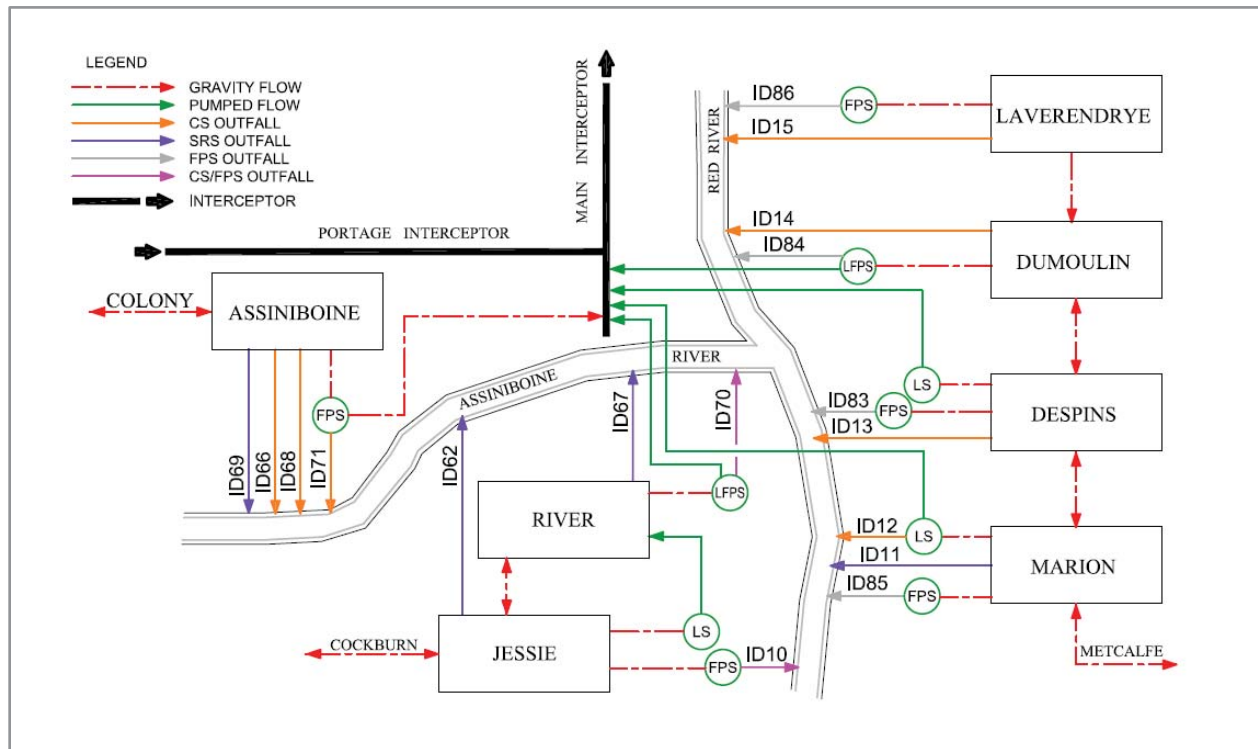 LEGEND
GRAVITY FLOW
PUMPED FLOW
CS OUTFALL
SRS OUTFALL
FPS OUTFALL
CS/FPS OUTFALL
INTERCEPTOR
MAIN INTERCEPTOR
PORTAGE INTERCEPTOR
RED RIVER
ID86
FPS
LAVERENDRYE
ID15
ID14
ID84
LFPS
DUMOULIN
COLONY
ASSINIBOINE
FPS
ID69
ID66
ID68
ID71
ASSINIBOINE
RIVER
ID62
ID67
ID70
LS
ID83
FPS
DESPINS
ID13
RIVER
LFPS
ID12
LS
ID11
MARION
ID85
FPS
COCKBURN
JESSIE
LS
FPS
ID10
METCALFE